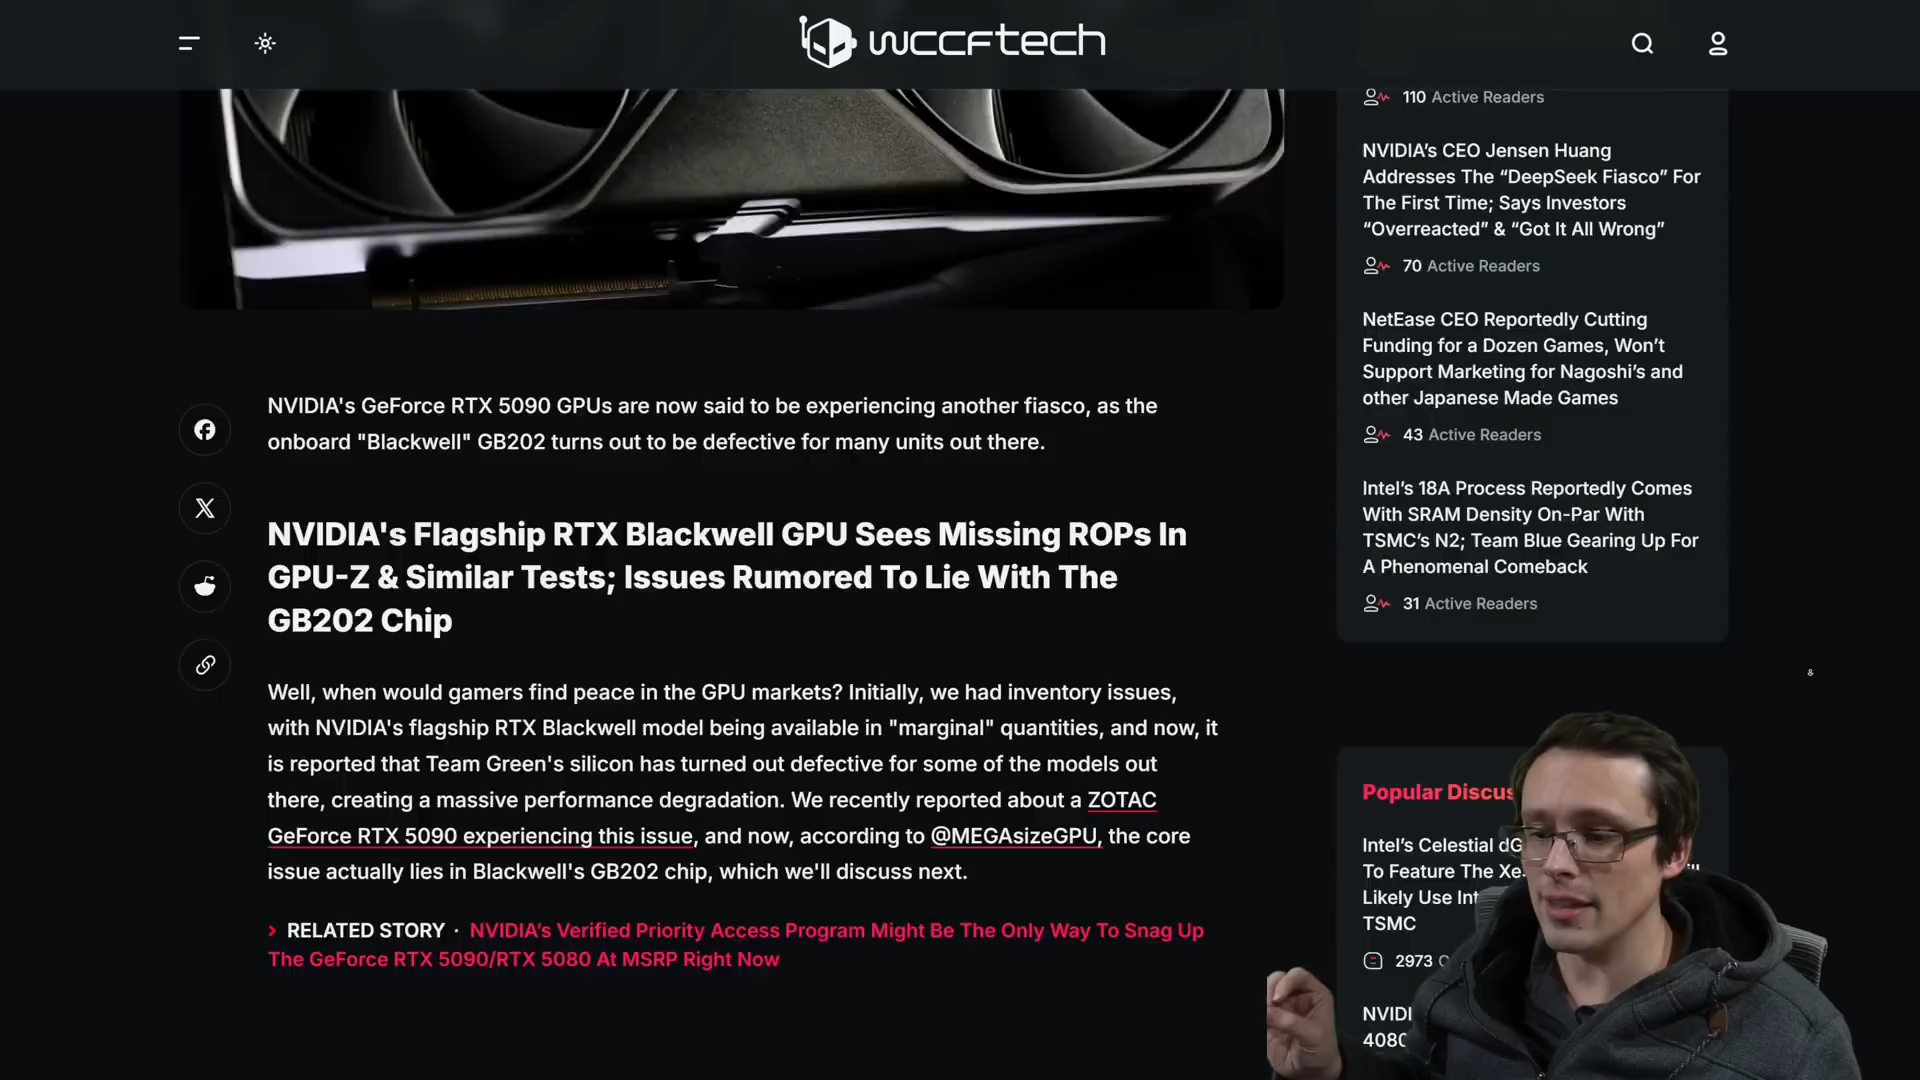 wccftech
110 Active Readers
NVIDIA's CEO Jensen Huang
Addresses The “DeepSeek Fiasco” For
The First Time; Says Investors
“Overreacted” & “Got It All Wrong”
70 Active Readers
NetEase CEO Reportedly Cutting
Funding for a Dozen Games, Won’t
Support Marketing for Nagoshi’s and
other Japanese Made Games
43 Active Readers
Intel’s 18A Process Reportedly Comes
With SRAM Density On-Par With
TSMC’s N2; Team Blue Gearing Up For
A Phenomenal Comeback
31 Active Readers
NVIDIA's GeForce RTX 5090 GPUs are now said to be experiencing another fiasco, as the
onboard "Blackwell" GB202 turns out to be defective for many units out there.
NVIDIA's Flagship RTX Blackwell GPU Sees Missing ROPs In
GPU-Z & Similar Tests; Issues Rumored To Lie With The
GB202 Chip
Well, when would gamers find peace in the GPU markets? Initially, we had inventory issues,
with NVIDIA's flagship RTX Blackwell model being available in "marginal" quantities, and now, it
is reported that Team Green's silicon has turned out defective for some of the models out
there, creating a massive performance degradation. We recently reported about a ZOTAC
GeForce RTX 5090 experiencing this issue, and now, according to @MEGAsizeGPU, the core
issue actually lies in Blackwell's GB202 chip, which we'll discuss next.
› RELATED STORY · NVIDIA’s Verified Priority Access Program Might Be The Only Way To Snag Up
The GeForce RTX 5090/RTX 5080 At MSRP Right Now
Popular
Intel’s Celestial
To Feature The
Likely Use
TSMC
2973